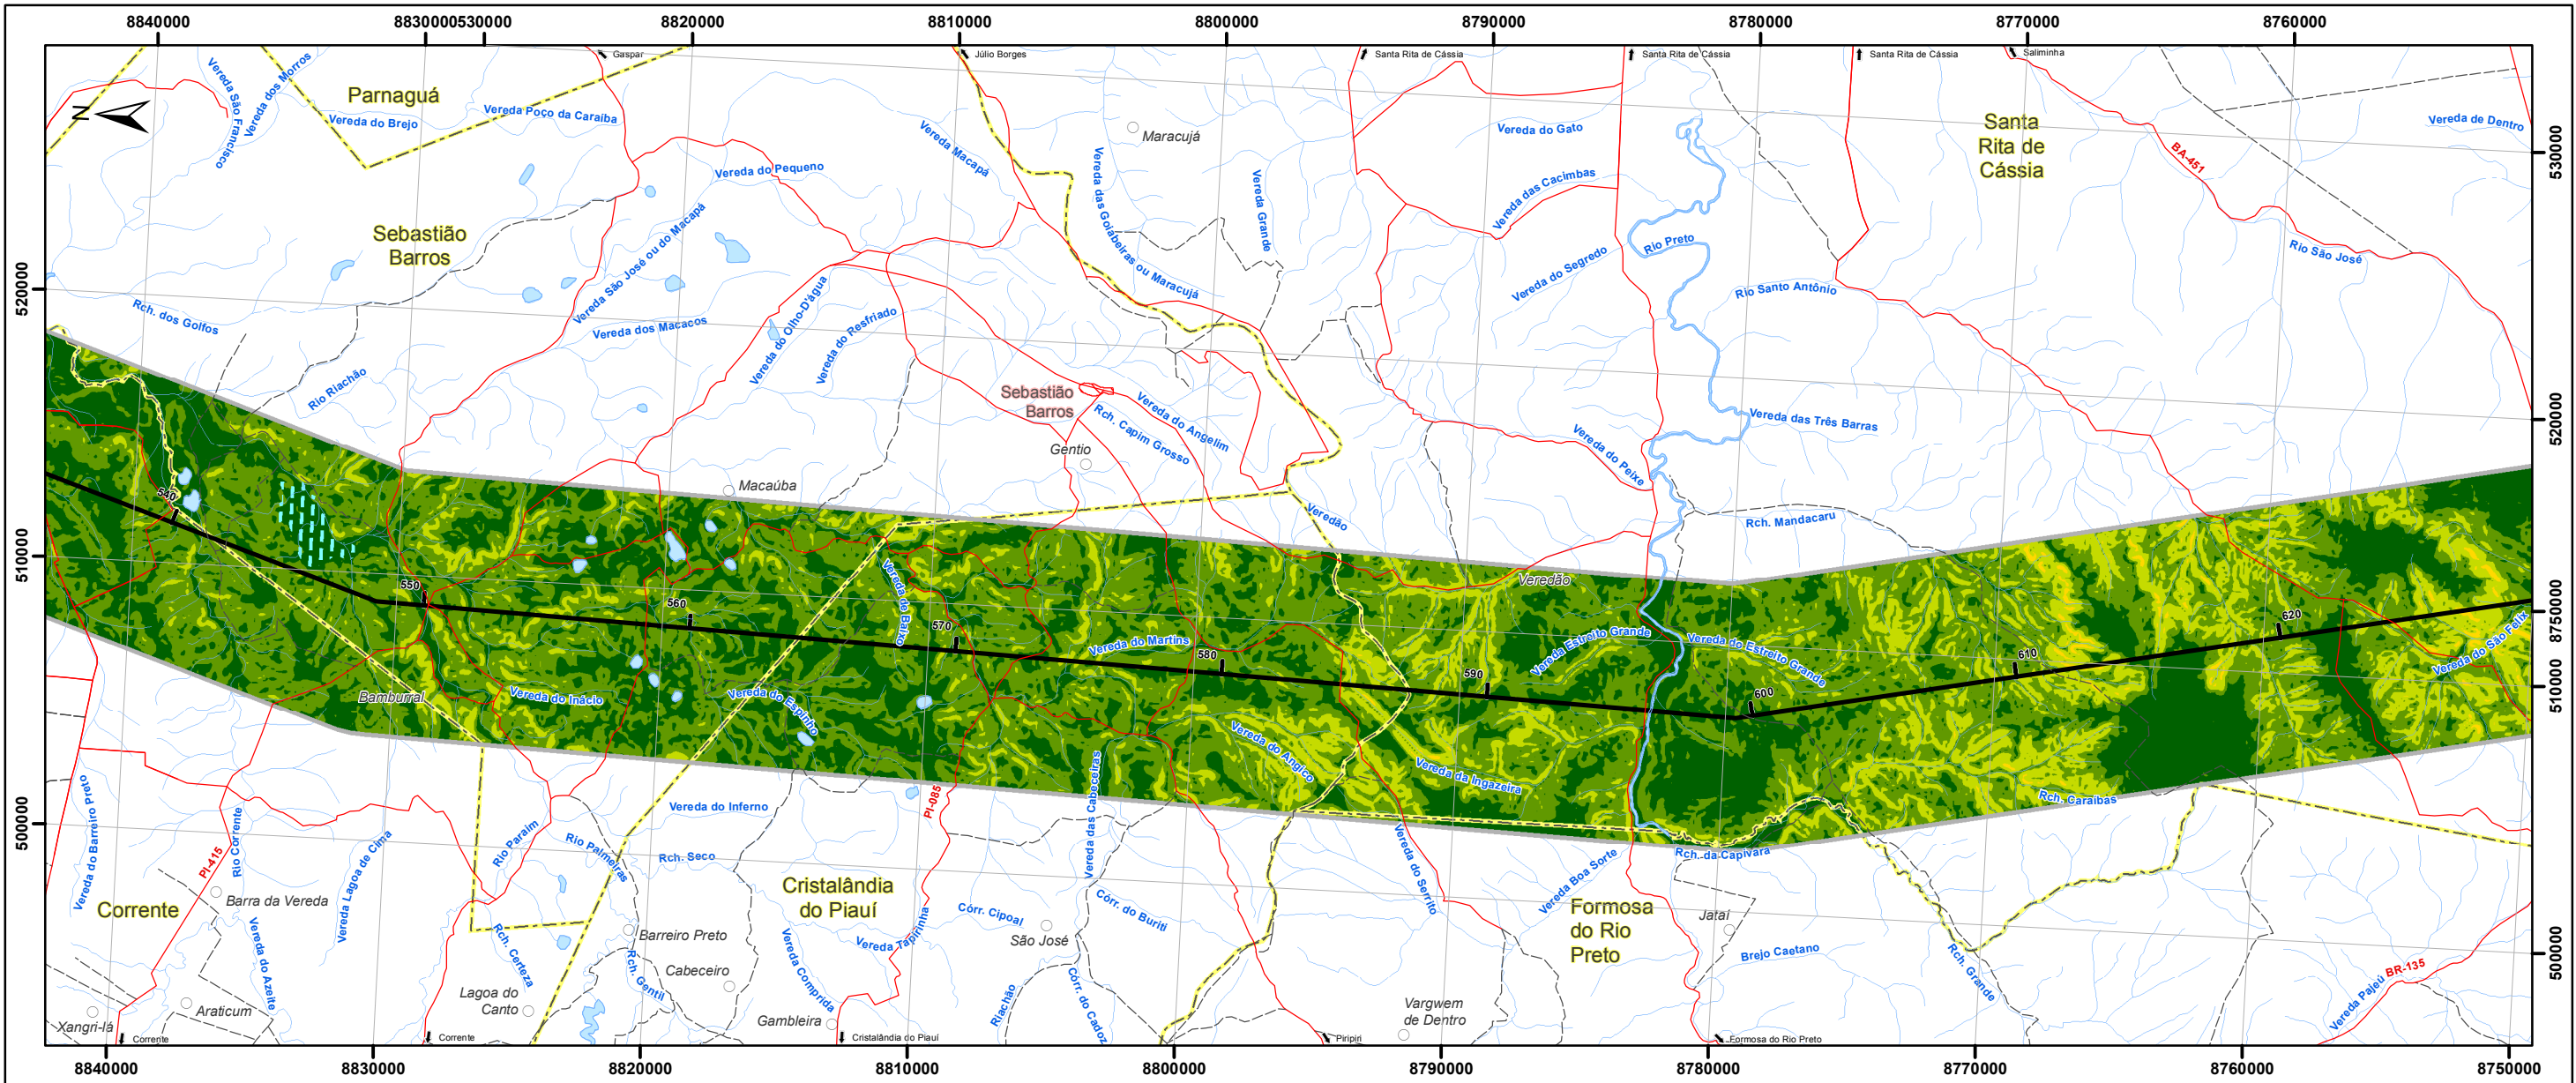 8840000
8830000
530000
8820000
8810000
8800000
8790000
8780000
8770000
8760000
Gaspar
Júlio Borges
Santa Rita de Cássia
Santa Rita de Cássia
Santa Rita de Cássia
Saliminha
N
Vereda São Francisco
Vereda dos Morros
Parnaguá
Vereda do Brejo
Vereda Poço da Caraiba
Vereda Macapá
Maracujá
Vereda do Gato
Santa
Rita de
Cássia
Vereda de Dentro
BA-451
530000
Vereda do Pequeno
Vereda das Goiabeiras ou Maracujá
Vereda Grande
Vereda das Cacimbas
Sebastião
Barros
Vereda São José ou do Macapá
Rio Preto
Vereda do Segredo
Rio São José
520000
Rch. dos Golfos
Vereda dos Macacos
Vereda do Olho-D'água
Vereda do Resfriado
Rio Santo Antônio
Rio Riachão
Sebastião
Barros
Vereda do Angelim
Rch. Capim Grosso
Gentio
Vereda do Peixe
Vereda das Três Barras
520000
Macaúba
Veredão
Rch. Mandacaru
540
510000
550
560
570
580
590
600
610
620
Vereda de Baixo
Veredão
8750000
Vereda do Martins
Vereda Estreito Grande
Vereda do Estreito Grande
Vereda do São Felix
510000
Bamburral
Vereda do Inácio
Vereda do Espinho
Vereda do Angico
Vereda da Ingazeira
Vereda do Barreiro Preto
Vereda do Inferno
PI-085
Vereda das Cabeceiras
Rch. Caraibas
500000
PI-415
Rio Corrente
Vereda Lagoa de Cima
Rio Paraim
Rio Palmeiras
Rch. Seco
Vereda do Serrito
Vereda Boa Sorte
Rch. da Capivara
Corrente
Barra da Vereda
Cristalândia
do Piauí
Córr. Cipoal
Córr. do Buriti
Formosa
do Rio
Preto
Jataí
Vereda do Azeite
Rch. Certeza
Barreiro Preto
Vereda Tapirinha
São José
Brejo Caetano
500000
Cabeceiro
Rch. Gentil
Vereda Comprida
Riachão
Córr. do Cadoz
Rch. Grande
Vereda Pajeú
BR-135
Lagoa do
Canto
Xangri-lá
Araticum
Gambleira
Vargwem
de Dentro
Corrente
Corrente
Cristalândia do Piauí
Piripiri
Formosa do Rio Preto
8840000
8830000
8820000
8810000
8800000
8790000
8780000
8770000
8760000
8750000